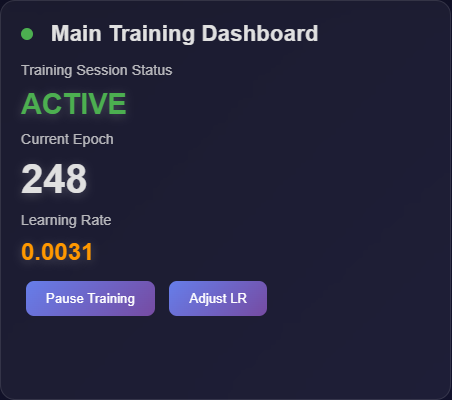 Main Training Dashboard
Training Session Status
ACTIVE
Current Epoch
248
Learning Rate
0.0031
Pause Training Adjust LR